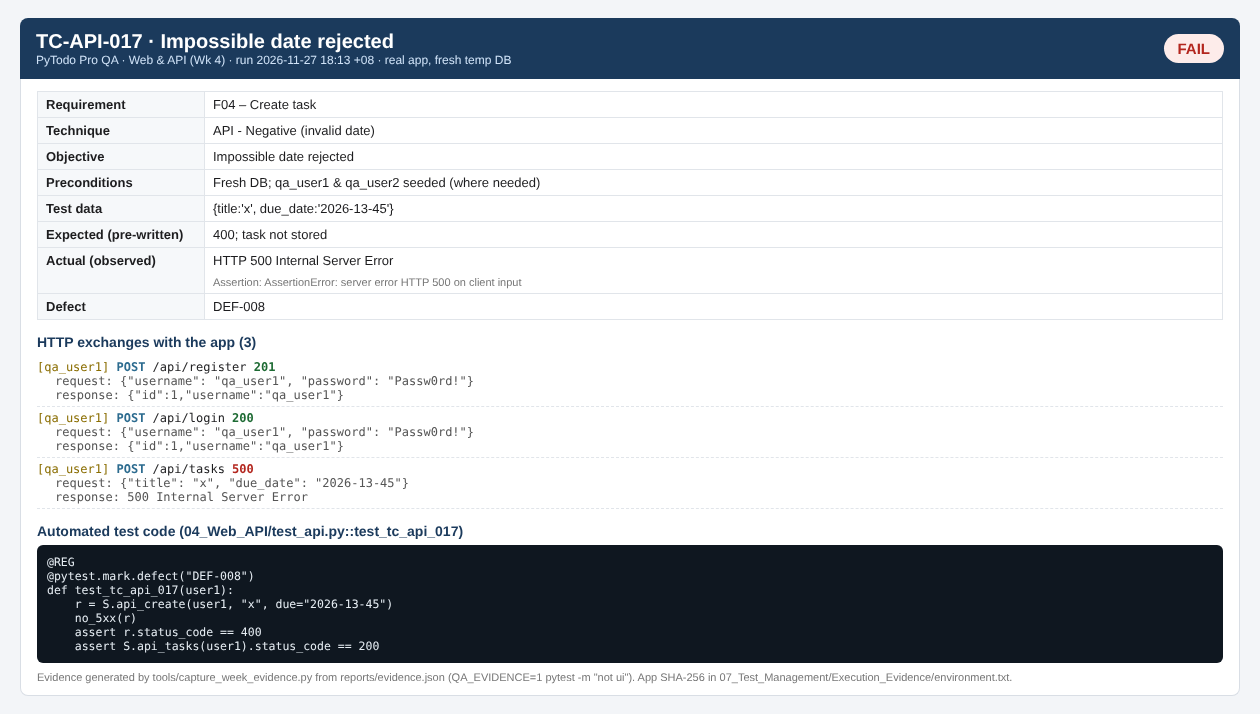 TC-API-017 · Impossible date rejected
PyTodo Pro QA · Web & API (Wk 4) · run 2026-11-27 18:13 +08 · real app, fresh temp DB
FAIL
Requirement F04 – Create task
Technique API - Negative (invalid date)
Objective Impossible date rejected
Preconditions Fresh DB; qa_user1 & qa_user2 seeded (where needed)
Test data {title:'x', due_date:'2026-13-45'}
Expected (pre-written) 400; task not stored
Actual (observed) HTTP 500 Internal Server Error
Assertion: AssertionError: server error HTTP 500 on client input
Defect DEF-008
HTTP exchanges with the app (3)
[qa_user1] POST /api/register 201
request: {"username": "qa_user1", "password": "Passw0rd!"}
response: {"id":1,"username":"qa_user1"}
[qa_user1] POST /api/login 200
request: {"username": "qa_user1", "password": "Passw0rd!"}
response: {"id":1,"username":"qa_user1"}
[qa_user1] POST /api/tasks 500
request: {"title": "x", "due_date": "2026-13-45"}
response: 500 Internal Server Error
Automated test code (04_Web_API/test_api.py::test_tc_api_017)
@REG
@pytest.mark.defect("DEF-008")
def test_tc_api_017(user1):
    r = S.api_create(user1, "x", due="2026-13-45")
    no_5xx(r)
    assert r.status_code == 400
    assert S.api_tasks(user1).status_code == 200
Evidence generated by tools/capture_week_evidence.py from reports/evidence.json (QA_EVIDENCE=1 pytest -m "not ui"). App SHA-256 in 07_Test_Management/Execution_Evidence/environment.txt.